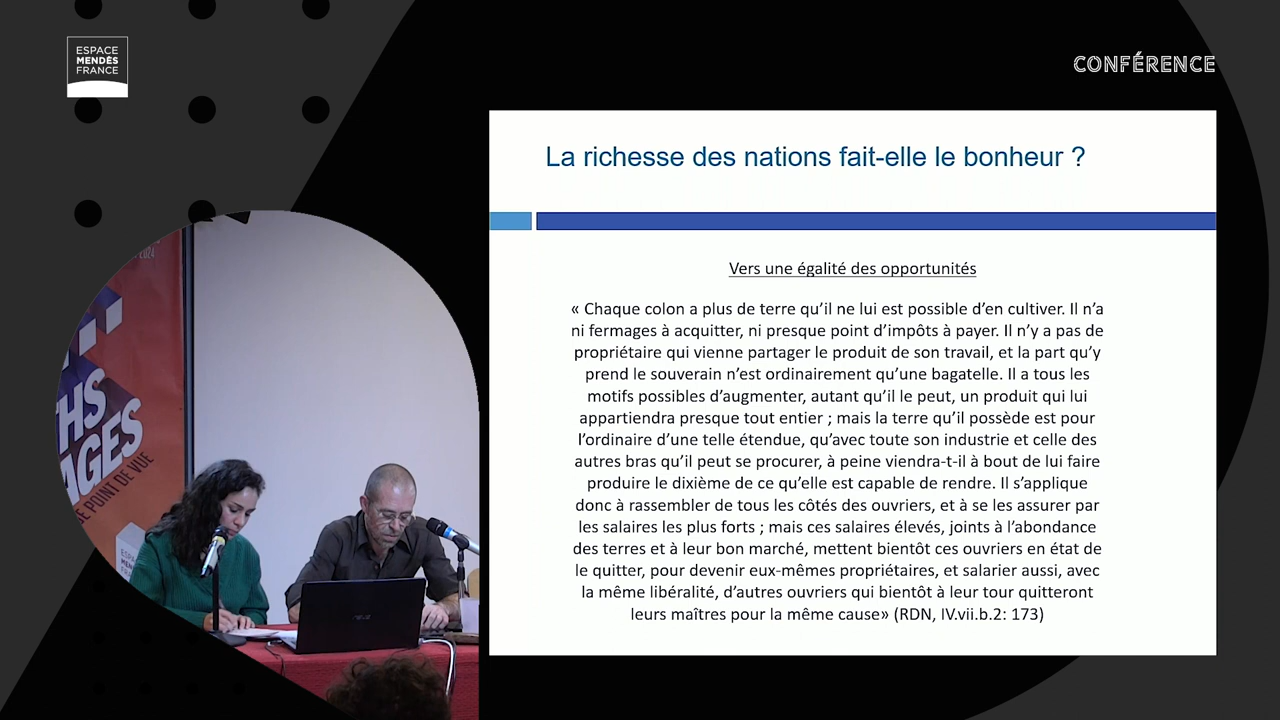 ESPACE
MENDÈS
FRANCE
CONFÉRENCE
La richesse des nations fait-elle le bonheur ?
Vers une égalité des opportunités
« Chaque colon a plus de terre qu’il ne lui est possible d’en cultiver. Il n’a
ni fermages à acquitter, ni presque point d’impôts à payer. Il n’y a pas de
propriétaire qui vienne partager le produit de son travail, et la part qu’y
prend le souverain n’est ordinairement qu’une bagatelle. Il a tous les
motifs possibles d’augmenter, autant qu’il le peut, un produit qui lui
appartiendra presque tout entier ; mais la terre qu’il possède est pour
l’ordinaire d’une telle étendue, qu’avec toute son industrie et celle des
autres bras qu’il peut se procurer, à peine viendra-t-il à bout de lui faire
produire le dixième de ce qu’elle est capable de rendre. Il s’applique
donc à rassembler de tous les côtés des ouvriers, et à se les assurer par
les salaires les plus forts ; mais ces salaires élevés, joints à l’abondance
des terres et à leur bon marché, mettent bientôt ces ouvriers en état de
le quitter, pour devenir eux-mêmes propriétaires, et salarier aussi, avec
la même libéralité, d’autres ouvriers qui bientôt à leur tour quitteront
leurs maîtres pour la même cause» (RDN, IV.vii.b.2: 173)
THS
AGES
POINT DE VUE